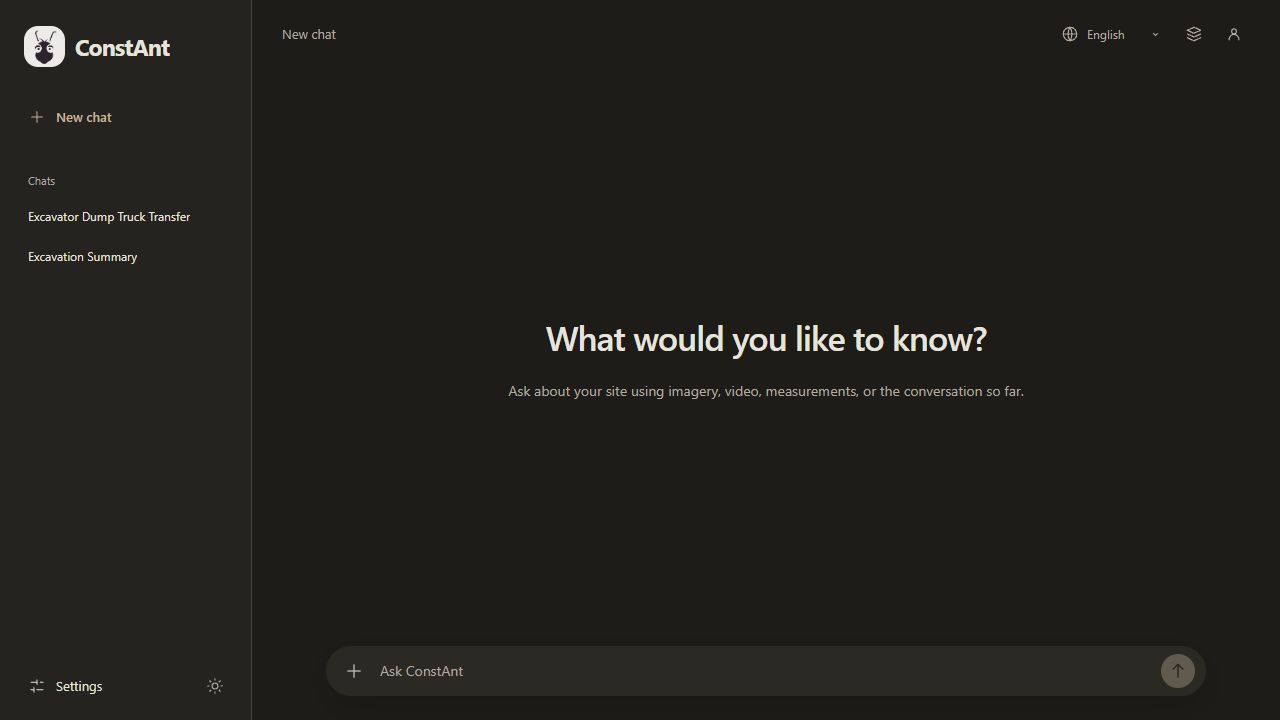 ConstAnt
New chat
Chats
Excavator Dump Truck Transfer
Excavation Summary
Settings
New chat
English
What would you like to know?
Ask about your site using imagery, video, measurements, or the conversation so far.
Ask ConstAnt